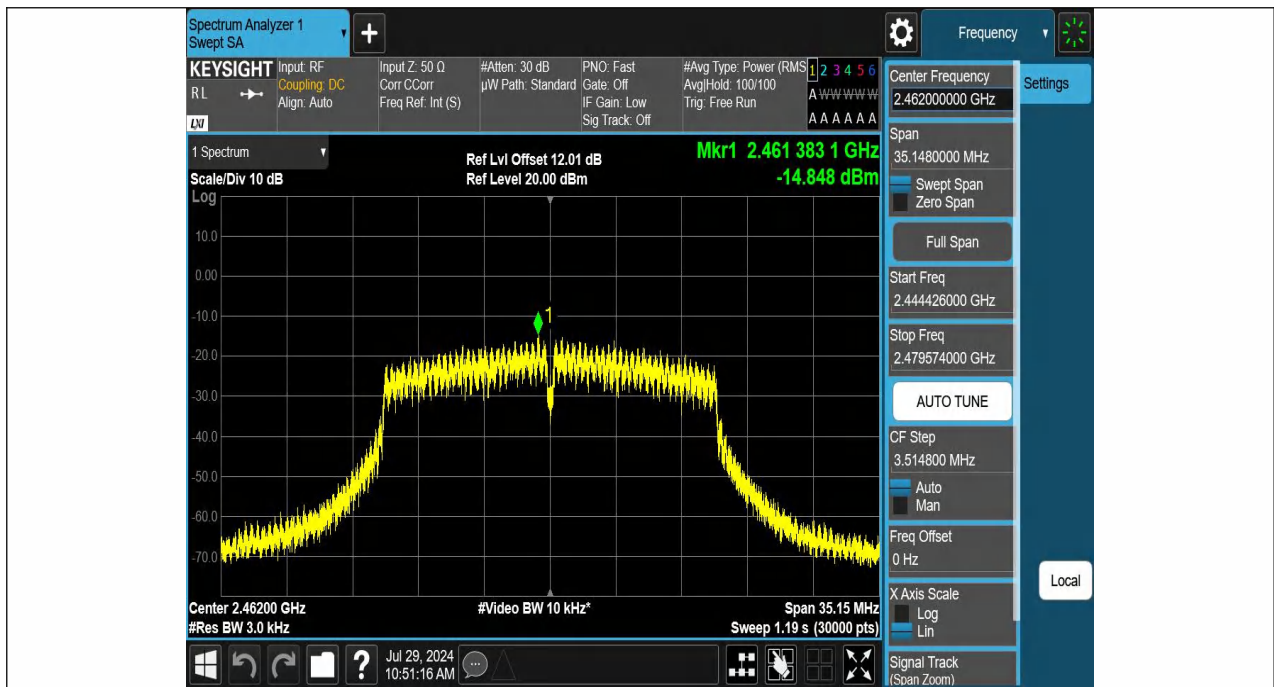 Spectrum Analyzer 1
Swept SA
+
Frequency
KEYSIGHT
RL
LXI
Input: RF
Coupling: DC
Align: Auto
Input Z: 50 Ω
Corr CCorr
Freq Ref: Int (S)
#Atten: 30 dB
µW Path: Standard
PNO: Fast
Gate: Off
IF Gain: Low
Sig Track: Off
#Avg Type: Power (RMS
Avg|Hold: 100/100
Trig: Free Run
1 2 3 4 5 6
A W W W W W
A A A A A A
Center Frequency
2.462000000 GHz
Settings
Span
35.1480000 MHz
Swept Span
Zero Span
Full Span
Start Freq
2.444426000 GHz
Stop Freq
2.479574000 GHz
AUTO TUNE
CF Step
3.514800 MHz
Auto
Man
Freq Offset
0 Hz
X Axis Scale
Log
Lin
Signal Track
(Span Zoom)
Local
1 Spectrum
Scale/Div 10 dB
Log
Ref Lvl Offset 12.01 dB
Ref Level 20.00 dBm
Mkr1 2.461 383 1 GHz
-14.848 dBm
10.0
0.00
-10.0
-20.0
-30.0
-40.0
-50.0
-60.0
-70.0
1
Center 2.46200 GHz
#Res BW 3.0 kHz
#Video BW 10 kHz*
Span 35.15 MHz
Sweep 1.19 s (30000 pts)
?
Jul 29, 2024
10:51:16 AM